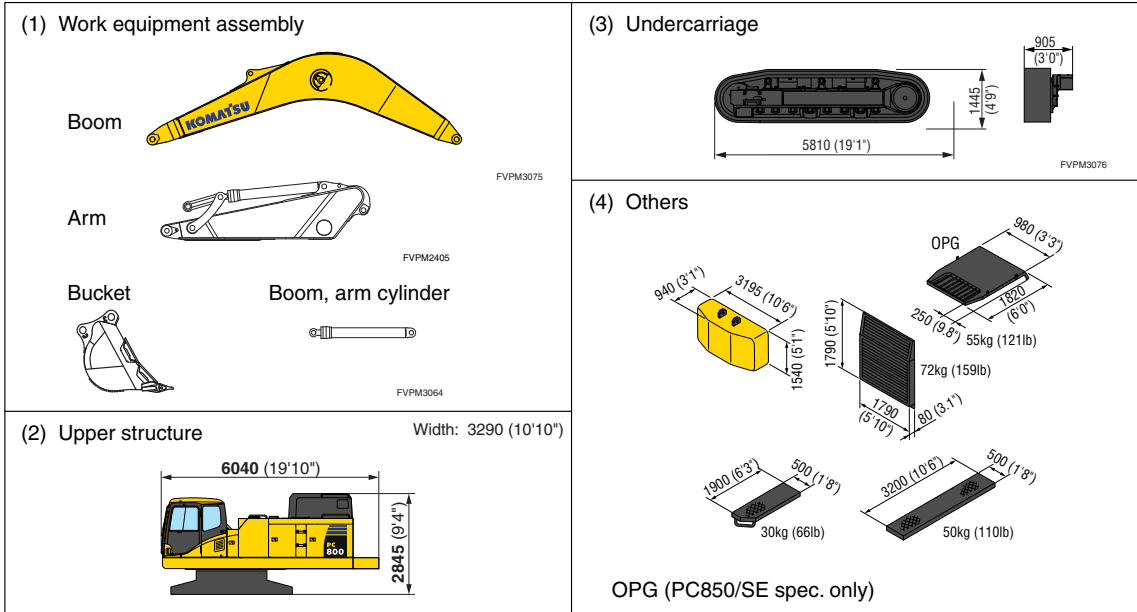 (1) Work equipment assembly
Boom
KOMATSU
FVPM3075
Arm
FVPM2405
Bucket
Boom, arm cylinder
FVPM3064
(2) Upper structure
Width: 3290 (10'10")
6040 (19'10")
2845 (9'4")
PC
800
(3) Undercarriage
905
(3'0")
1445
(4'9")
5810 (19'1")
FVPM3076
(4) Others
OPG
980 (3'3")
1820
(6'0")
250 (9.8")
55kg (121lb)
940 (3'1")
3195 (10'6")
1540 (5'1")
1790 (5'10")
72kg (159lb)
1790
(5'10")
80 (3.1")
1900 (6'3")
500 (1'8")
30kg (66lb)
3200 (10'6")
500 (1'8")
50kg (110lb)
OPG (PC850/SE spec. only)